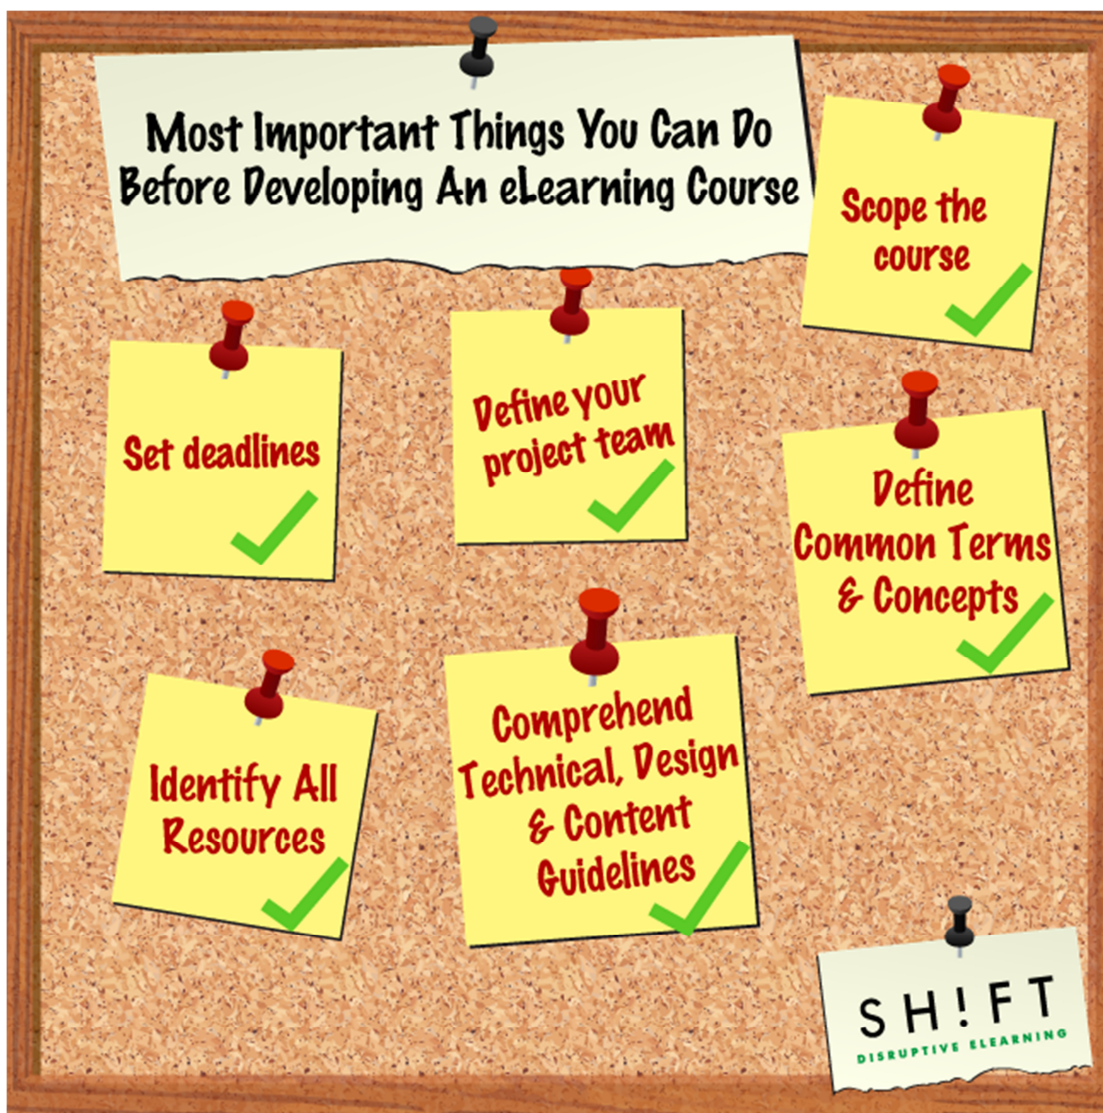 Most Important Things You Can Do
Before Developing An eLearning Course
Scope the
course
Set deadlines
Define your
project team
Define
Common Terms
& Concepts
Identify All
Resources
Comprehend
Technical, Design
& Content
Guidelines
SH!FT
DISRUPTIVE ELEARNING